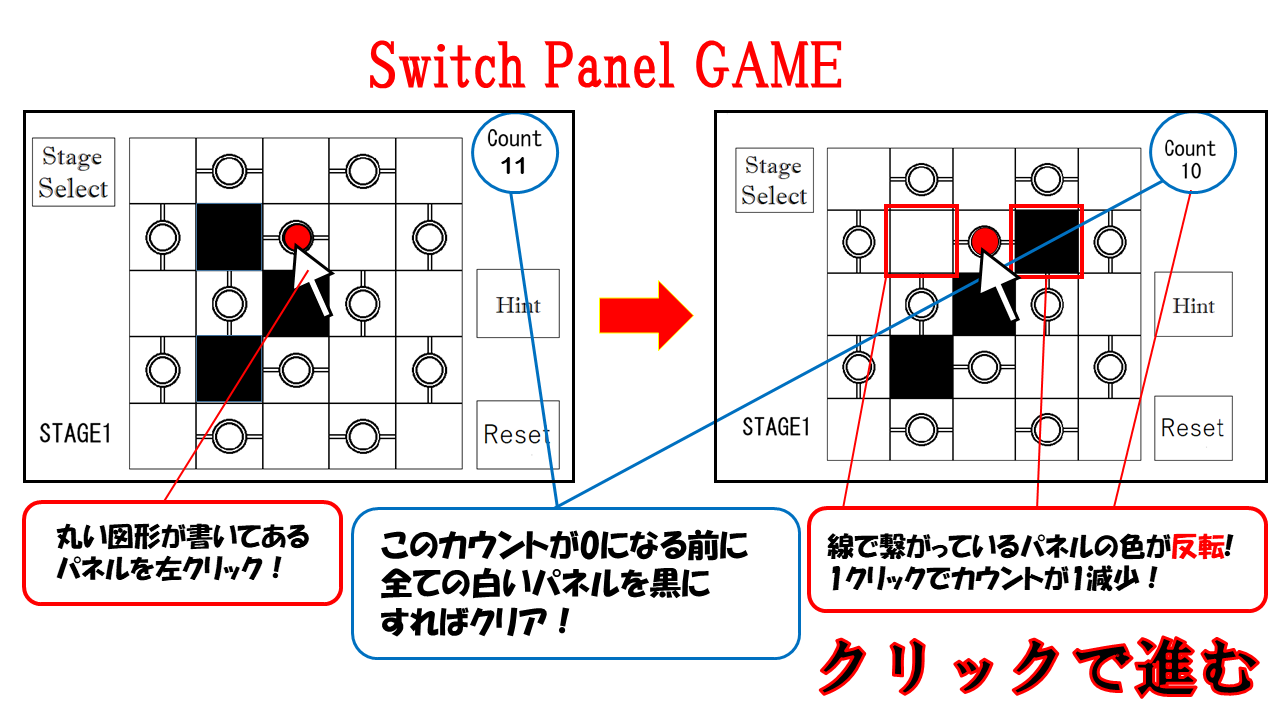 Switch Panel GAME
Stage
Select
Count
11
Hint
STAGE1
Reset
Stage
Select
Count
10
Hint
STAGE1
Reset
丸い図形が書いてある
パネルを左クリック！
このカウントが0になる前に
全ての白いパネルを黒に
すればクリア！
線で繋がっているパネルの色が反転!
1クリックでカウントが1減少！
クリックで進む